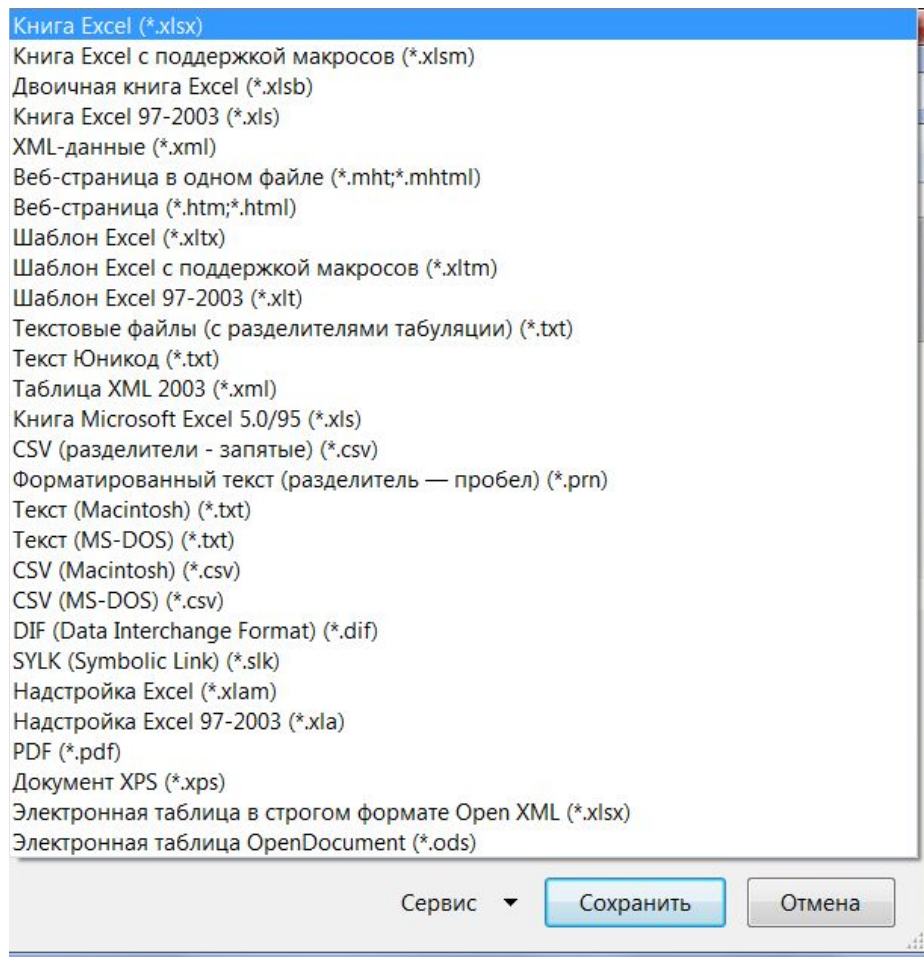 Книга Excel (*.xlsx)
Книга Excel с поддержкой макросов (*.xlsm)
Двоичная книга Excel (*.xlsb)
Книга Excel 97-2003 (*.xls)
XML-данные (*.xml)
Веб-страница в одном файле (*.mht;*.mhtml)
Веб-страница (*.htm;*.html)
Шаблон Excel (*.xltx)
Шаблон Excel с поддержкой макросов (*.xltm)
Шаблон Excel 97-2003 (*.xlt)
Текстовые файлы (с разделителями табуляции) (*.txt)
Текст Юникод (*.txt)
Таблица XML 2003 (*.xml)
Книга Microsoft Excel 5.0/95 (*.xls)
CSV (разделители - запятые) (*.csv)
Форматированный текст (разделитель — пробел) (*.prn)
Текст (Macintosh) (*.txt)
Текст (MS-DOS) (*.txt)
CSV (Macintosh) (*.csv)
CSV (MS-DOS) (*.csv)
DIF (Data Interchange Format) (*.dif)
SYLK (Symbolic Link) (*.slk)
Надстройка Excel (*.xlam)
Надстройка Excel 97-2003 (*.xla)
PDF (*.pdf)
Документ XPS (*.xps)
Электронная таблица в строгом формате Open XML (*.xlsx)
Электронная таблица OpenDocument (*.ods)
Сервис Сохранить Отмена